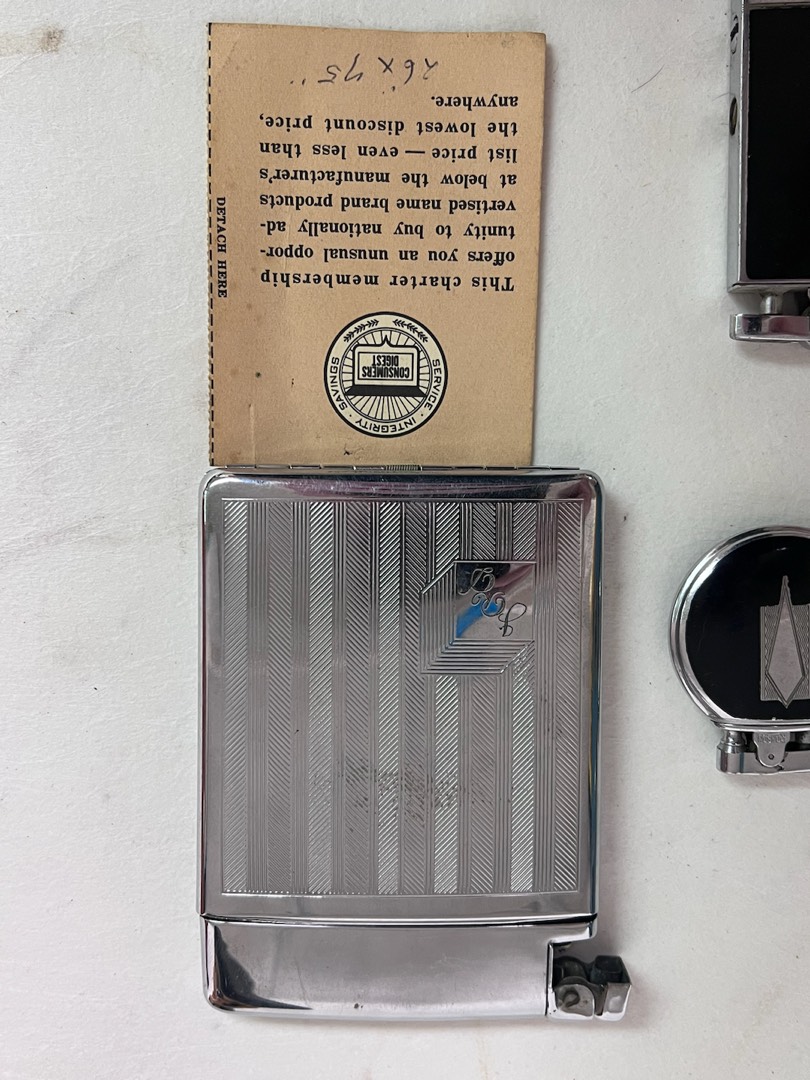 SERVICE · INTEGRITY · SAVINGS
CONSUMERS
DIGEST
This charter membership
offers you an unusual oppor-
tunity to buy nationally ad-
vertised name brand products
at below the manufacturer's
list price — even less than
the lowest discount price,
anywhere.
26" x 75"
DETACH HERE